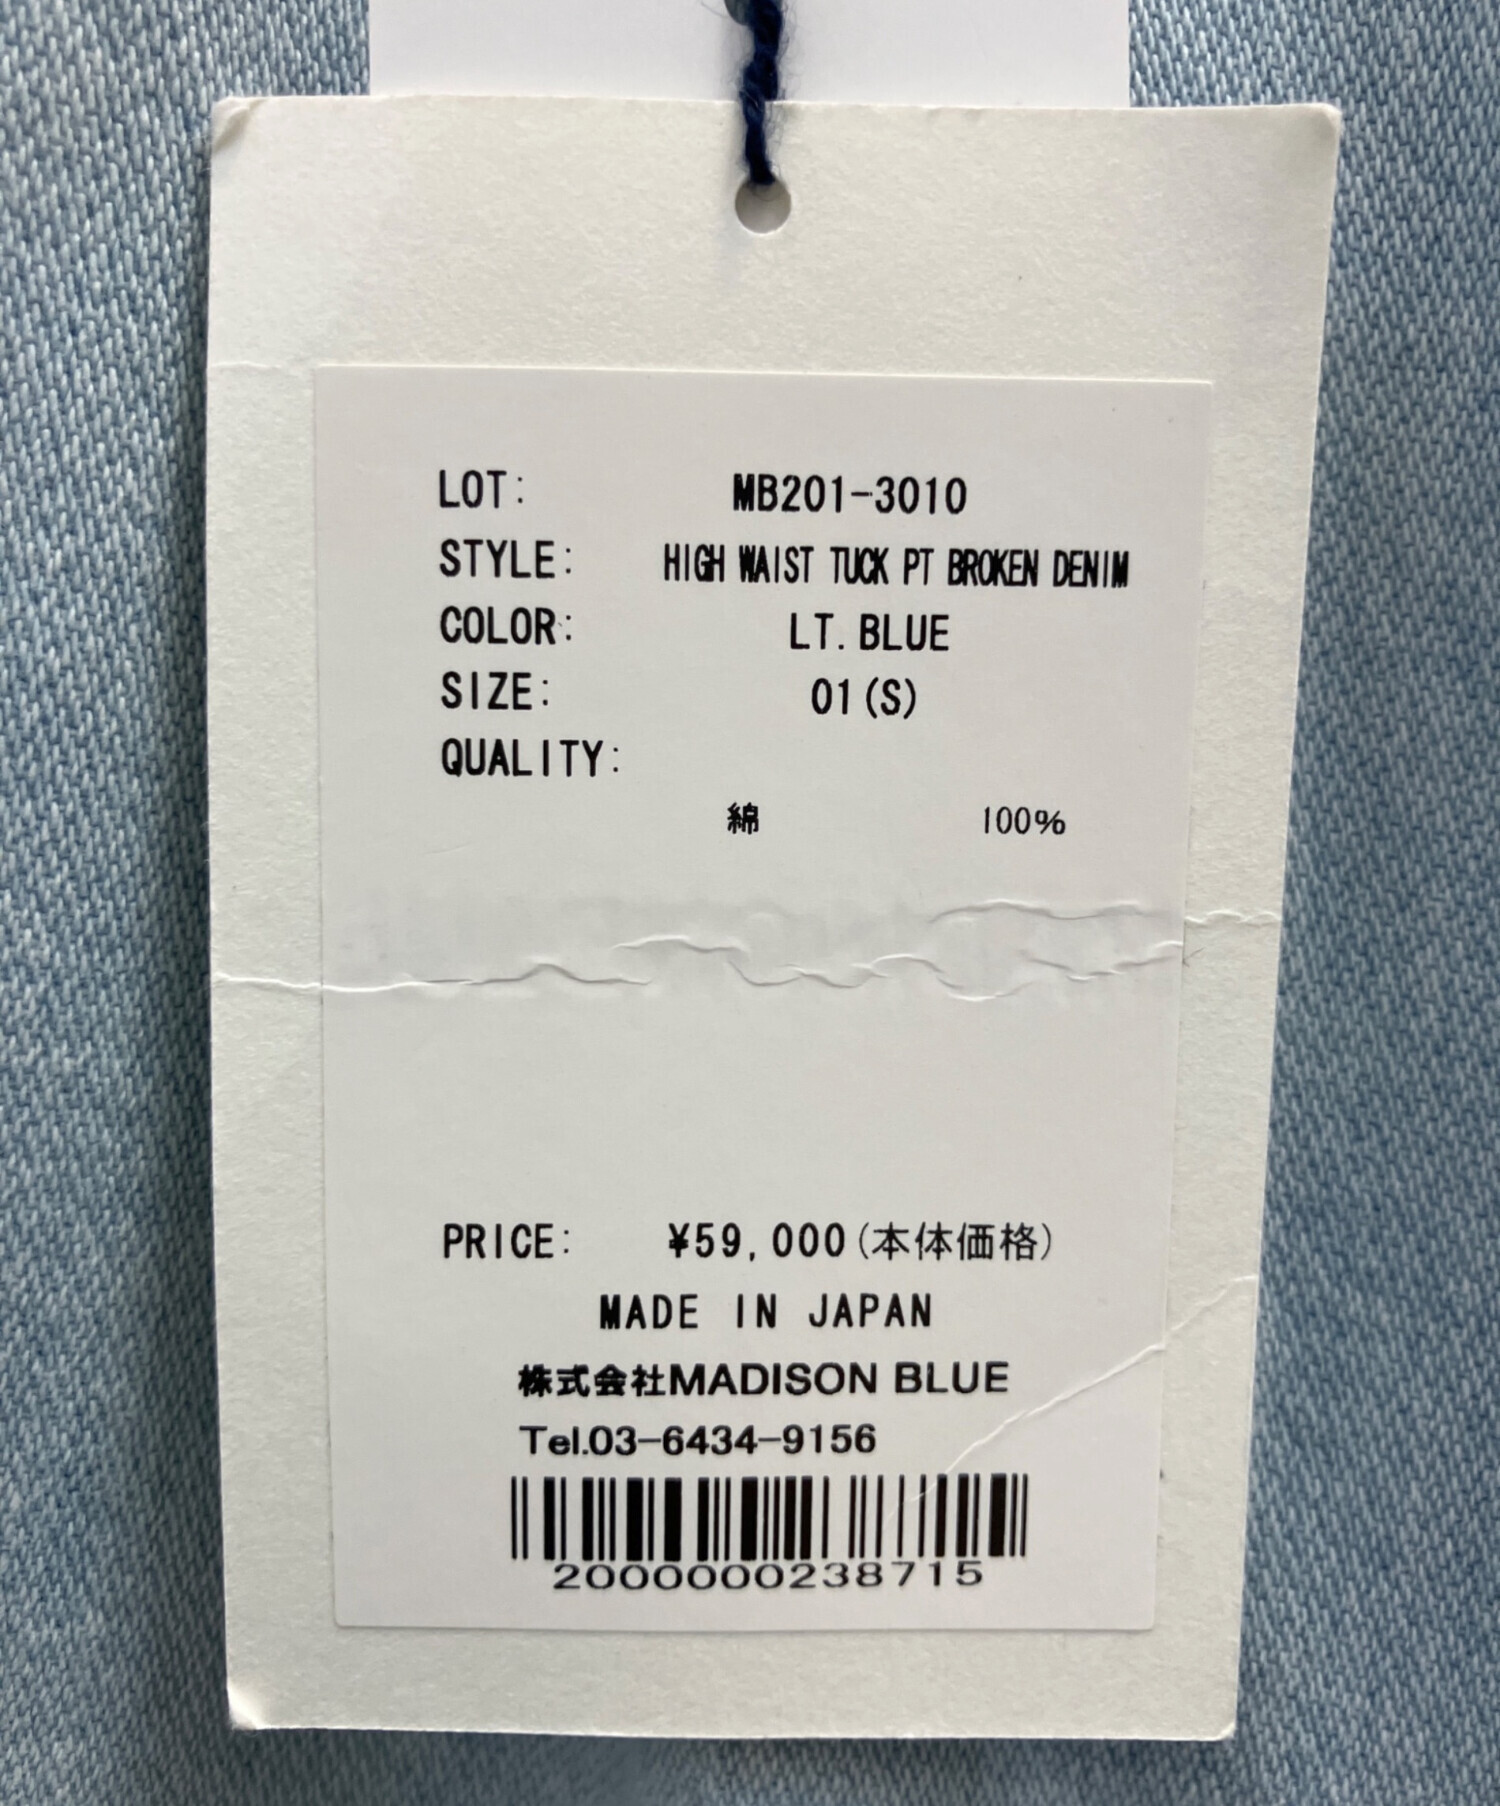 LOT: MB201-3010
STYLE: HIGH WAIST TUCK PT BROKEN DENIM
COLOR: LT. BLUE
SIZE: 01(S)
QUALITY:
綿 100%
PRICE: ¥59,000(本体価格)
MADE IN JAPAN
株式会社MADISON BLUE
Tel.03-6434-9156
2000000238715